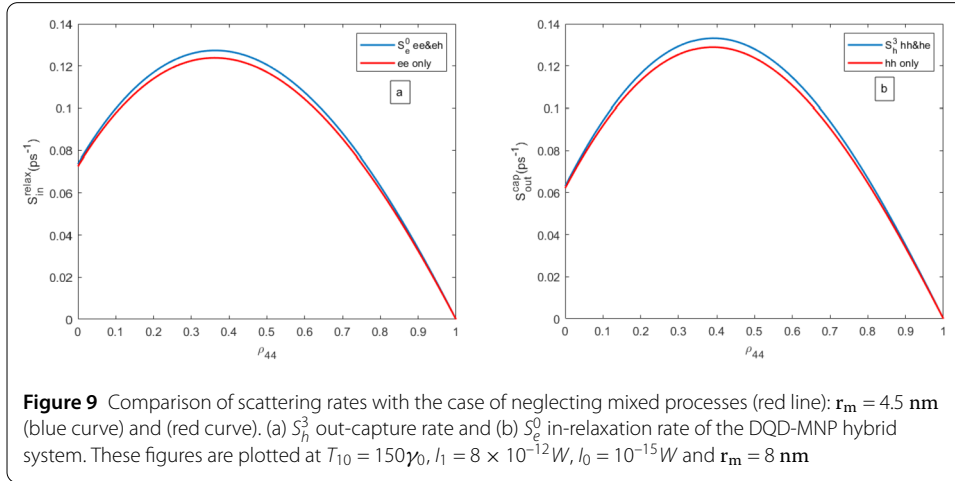 0.14
0.12
0.1
0.08
0.06
0.04
0.02
0
S_in^relax(ps^-1)
0 0.1 0.2 0.3 0.4 0.5 0.6 0.7 0.8 0.9 1
ρ_44
S_e^0 ee&eh
ee only
a
0.14
0.12
0.1
0.08
0.06
0.04
0.02
0
S_out^cap(ps^-1)
0 0.1 0.2 0.3 0.4 0.5 0.6 0.7 0.8 0.9 1
ρ_44
S_h^3 hh&he
hh only
b
Figure 9 Comparison of scattering rates with the case of neglecting mixed processes (red line): r_m = 4.5 nm
(blue curve) and (red curve). (a) S_h^3 out-capture rate and (b) S_e^0 in-relaxation rate of the DQD-MNP hybrid
system. These figures are plotted at T_10 = 150γ_0, I_1 = 8 × 10^-12 W, I_0 = 10^-15 W and r_m = 8 nm